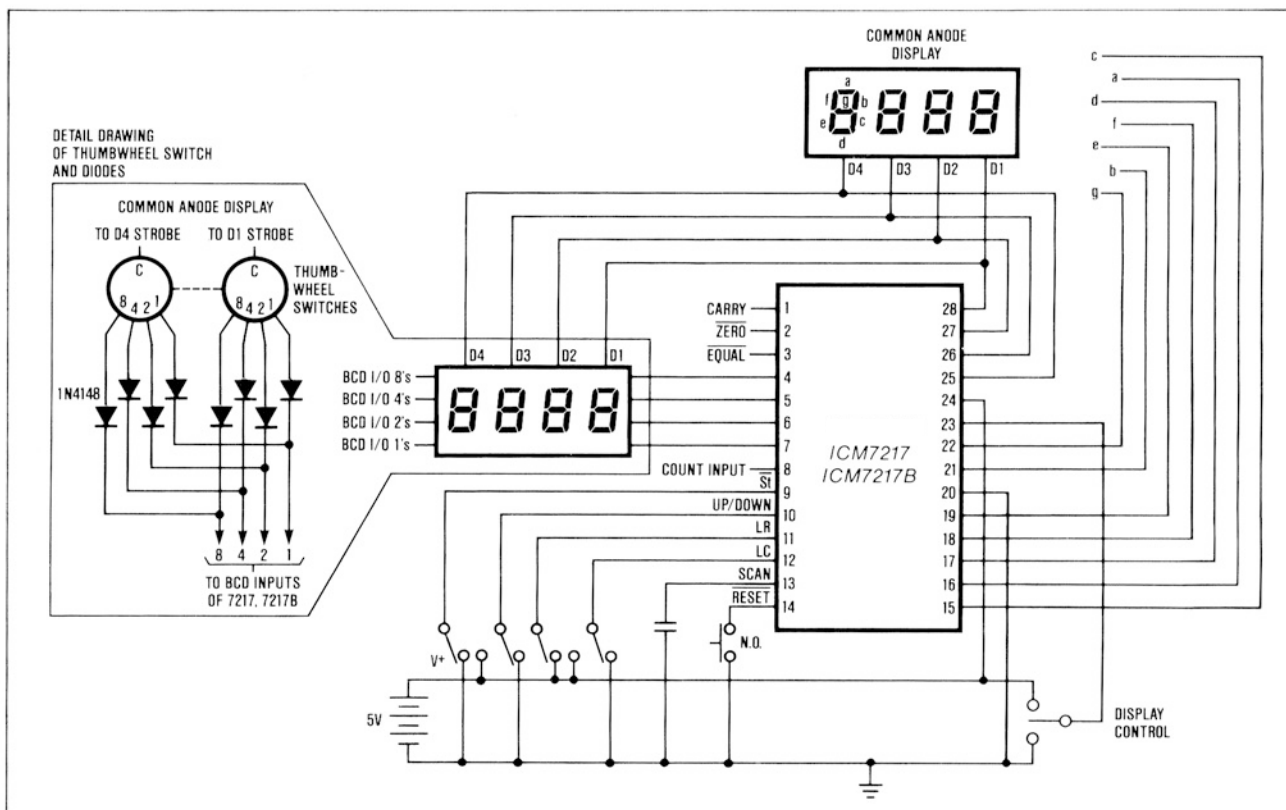 COMMON ANODE
DISPLAY
a
f
g
b
e
c
d
D4
D3
D2
D1
c
a
d
f
e
b
g
DETAIL DRAWING
OF THUMBWHEEL SWITCH
AND DIODES
COMMON ANODE DISPLAY
TO D4 STROBE
TO D1 STROBE
C
8 4 2 1
C
8 4 2 1
THUMB-
WHEEL
SWITCHES
1N4148
8 4 2 1
TO BCD INPUTS
OF 7217, 7217B
D4
D3
D2
D1
8888
8888
BCD I/O 8's
BCD I/O 4's
BCD I/O 2's
BCD I/O 1's
CARRY
ZERO
EQUAL
COUNT INPUT
St
UP/DOWN
LR
LC
SCAN
RESET
1
2
3
4
5
6
7
8
9
10
11
12
13
14
ICM7217
ICM7217B
28
27
26
25
24
23
22
21
20
19
18
17
16
15
V+
N.O.
5V
DISPLAY
CONTROL